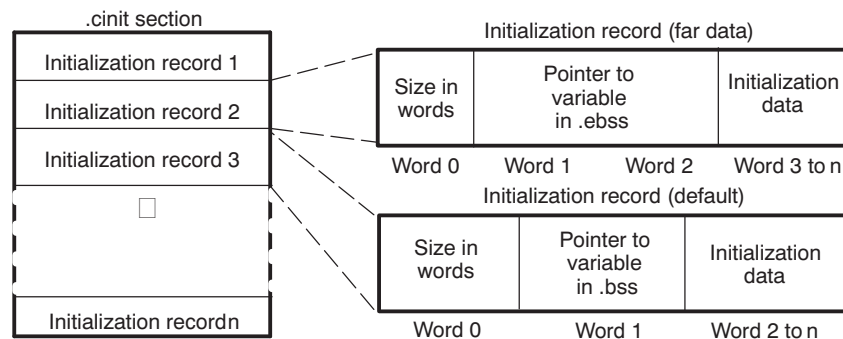 .cinit section
Initialization record 1
Initialization record 2
Initialization record 3
Initialization recordn
Initialization record (far data)
Size in
words
Pointer to
variable
in .ebss
Initialization
data
Word 0
Word 1
Word 2
Word 3 to n
Initialization record (default)
Size in
words
Pointer to
variable
in .bss
Initialization
data
Word 0
Word 1
Word 2 to n